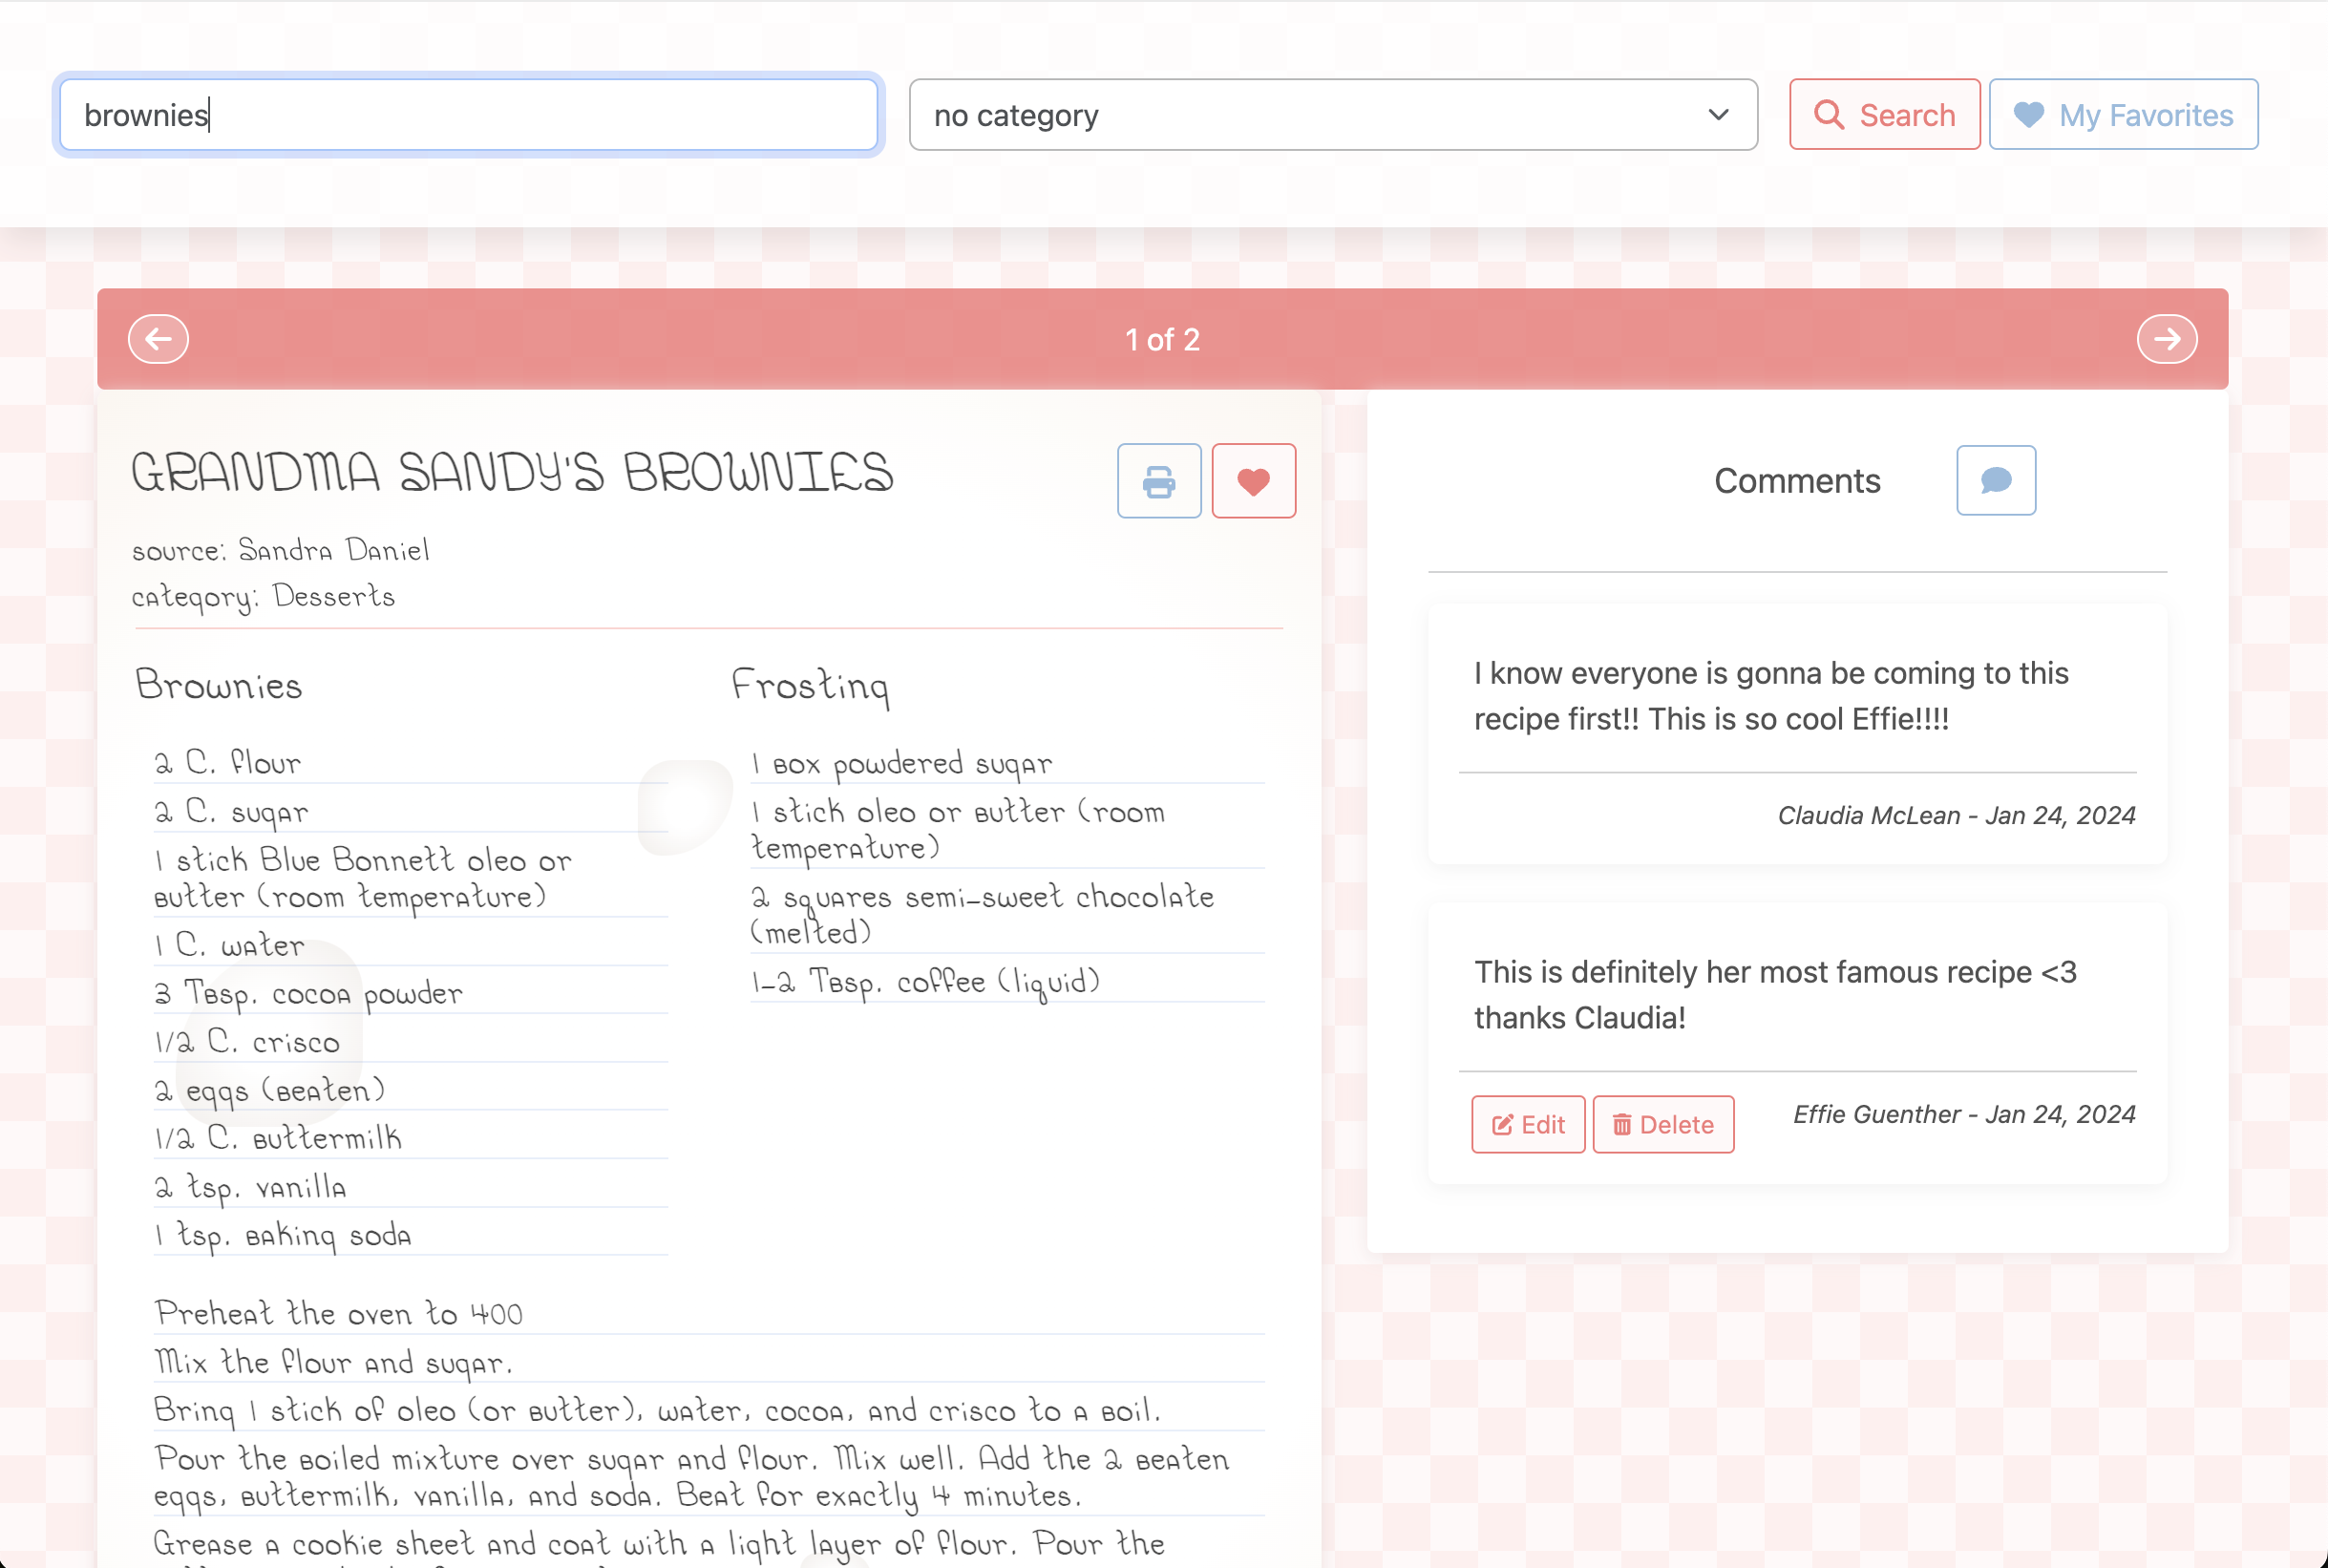 brownies
no category
Search
My Favorites
1 of 2
GRANDMA SANDY'S BROWNIES
source: Sandra Daniel
category: Desserts
Brownies
2 C. flour
2 C. sugar
1 stick Blue Bonnett oleo or
butter (room temperature)
1 C. water
3 Tbsp. cocoa powder
1/2 C. crisco
2 eggs (beaten)
1/2 C. buttermilk
2 tsp. vanilla
1 tsp. baking soda
Frosting
1 box powdered sugar
1 stick oleo or butter (room
temperature)
2 squares semi-sweet chocolate
(melted)
1-2 Tbsp. coffee (liquid)
Preheat the oven to 400
Mix the flour and sugar.
Bring 1 stick of oleo (or butter), water, cocoa, and crisco to a boil.
Pour the boiled mixture over sugar and flour. Mix well. Add the 2 beaten
eggs, buttermilk, vanilla, and soda. Beat for exactly 4 minutes.
Grease a cookie sheet and coat with a light layer of flour. Pour the
Comments
I know everyone is gonna be coming to this
recipe first!! This is so cool Effie!!!!
Claudia McLean - Jan 24, 2024
This is definitely her most famous recipe <3
thanks Claudia!
Edit
Delete
Effie Guenther - Jan 24, 2024